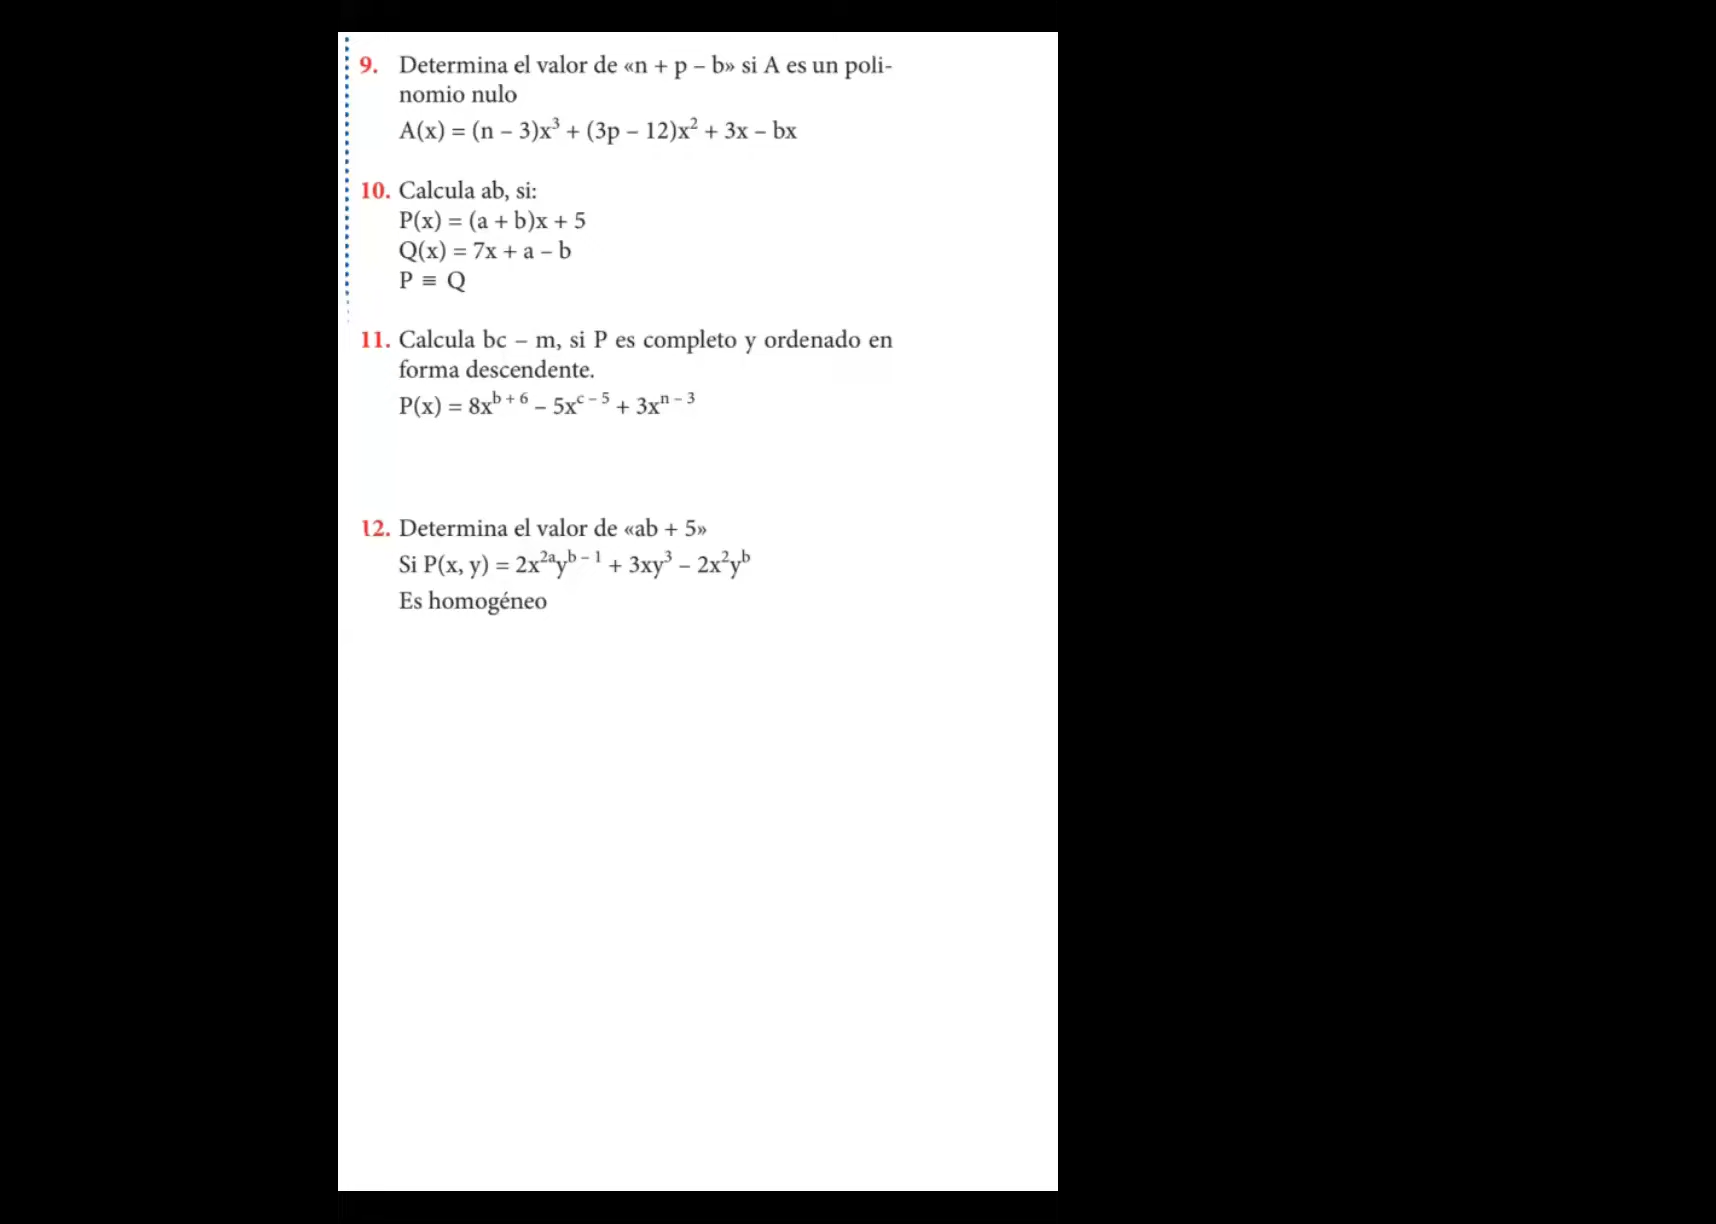 9. Determina el valor de «n + p – b» si A es un poli-
nomio nulo
A(x) = (n – 3)x³ + (3p – 12)x² + 3x – bx
10. Calcula ab, si:
P(x) = (a + b)x + 5
Q(x) = 7x + a – b
P ≡ Q
11. Calcula bc – m, si P es completo y ordenado en
forma descendente.
P(x) = 8x^{b + 6} – 5x^{c – 5} + 3x^{n – 3}
12. Determina el valor de «ab + 5»
Si P(x, y) = 2x^{2a}y^{b – 1} + 3xy³ – 2x²y^{b}
Es homogéneo